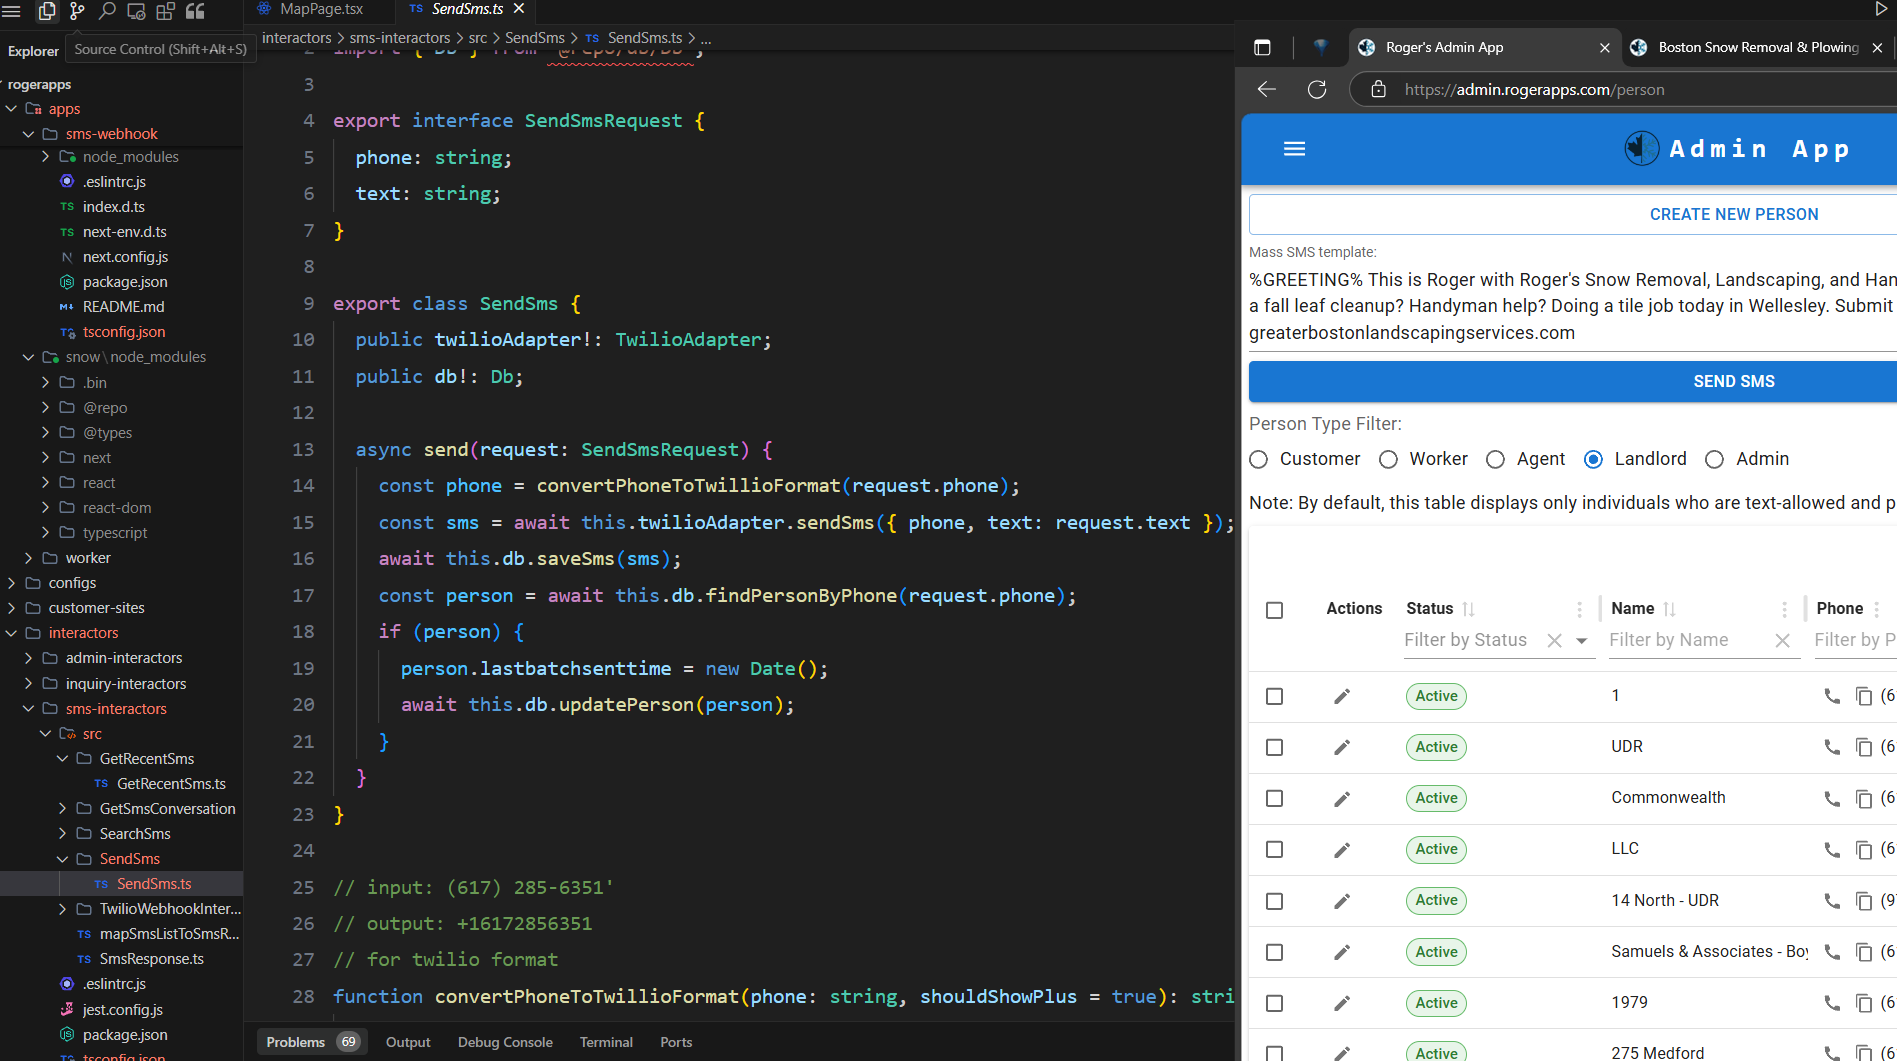 MapPage.tsx
TS SendSms.ts
Explorer
Source Control (Shift+Alt+S)
rogerapps
apps
sms-webhook
node_modules
.eslintrc.js
TS index.d.ts
TS next-env.d.ts
next.config.js
package.json
README.md
tsconfig.json
snow\node_modules
.bin
@repo
@types
next
react
react-dom
typescript
worker
configs
customer-sites
interactors
admin-interactors
inquiry-interactors
sms-interactors
src
GetRecentSms
TS GetRecentSms.ts
GetSmsConversation
SearchSms
SendSms
TS SendSms.ts
TwilioWebhookInter...
TS mapSmsListToSmsR...
TS SmsResponse.ts
.eslintrc.js
jest.config.js
package.json
tsconfig.json
interactors > sms-interactors > src > SendSms > TS SendSms.ts > ...
2 import { Db } from '@repo/db/Db';
3
4 export interface SendSmsRequest {
5 phone: string;
6 text: string;
7 }
8
9 export class SendSms {
10 public twilioAdapter!: TwilioAdapter;
11 public db!: Db;
12
13 async send(request: SendSmsRequest) {
14 const phone = convertPhoneToTwillioFormat(request.phone);
15 const sms = await this.twilioAdapter.sendSms({ phone, text: request.text });
16 await this.db.saveSms(sms);
17 const person = await this.db.findPersonByPhone(request.phone);
18 if (person) {
19 person.lastbatchsenttime = new Date();
20 await this.db.updatePerson(person);
21 }
22 }
23 }
24
25 // input: (617) 285-6351'
26 // output: +16172856351
27 // for twilio format
28 function convertPhoneToTwillioFormat(phone: string, shouldShowPlus = true): stri
Problems 69 Output Debug Console Terminal Ports
Roger's Admin App
Boston Snow Removal & Plowing
https://admin.rogerapps.com/person
Admin App
CREATE NEW PERSON
Mass SMS template:
%GREETING% This is Roger with Roger's Snow Removal, Landscaping, and Han
a fall leaf cleanup? Handyman help? Doing a tile job today in Wellesley. Submit
greaterbostonlandscapingservices.com
SEND SMS
Person Type Filter:
Customer Worker Agent Landlord Admin
Note: By default, this table displays only individuals who are text-allowed and p
Actions Status Name Phone
Filter by Status Filter by Name Filter by P
Active 1 (6
Active UDR (6
Active Commonwealth (6
Active LLC (6
Active 14 North - UDR (9
Active Samuels & Associates - Boy (6
Active 1979 (6
Active 275 Medford (6